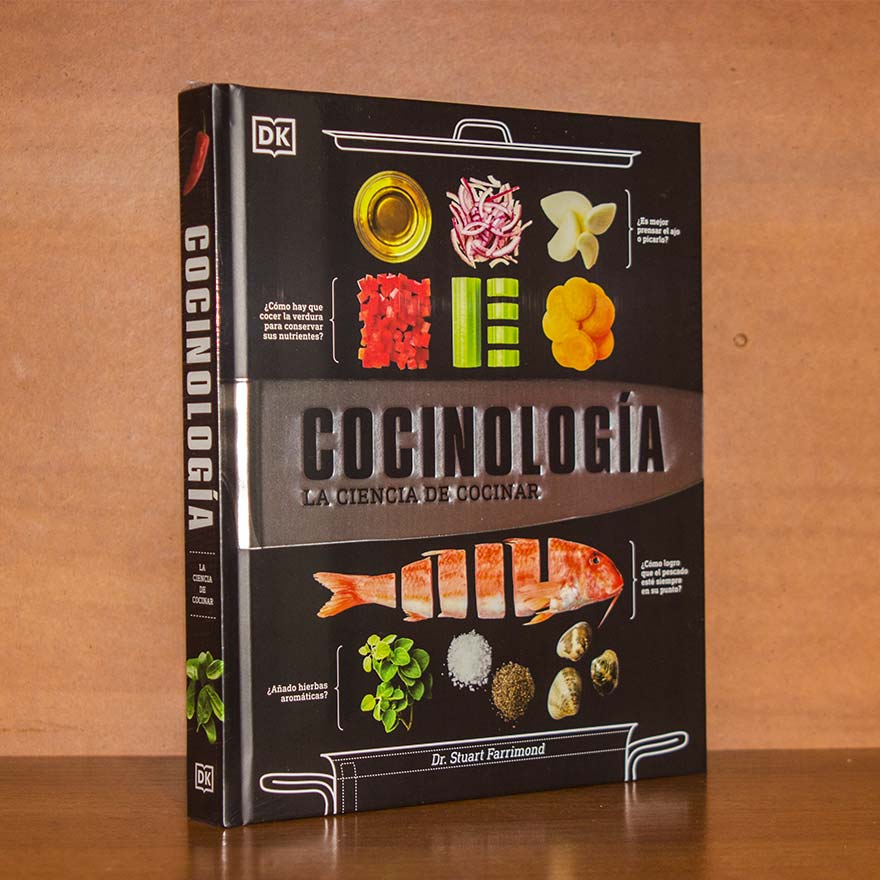 COCINOLOGÍA
LA
CIENCIA
DE
COCINAR
DK
DK
¿Es mejor
prensar el ajo
o picarlo?
¿Cómo hay que
cocer la verdura
para conservar
sus nutrientes?
COCINOLOGÍA
LA CIENCIA DE COCINAR
¿Cómo logro
que el pescado
esté siempre
en su punto?
¿Añado hierbas
aromáticas?
Dr. Stuart Farrimond